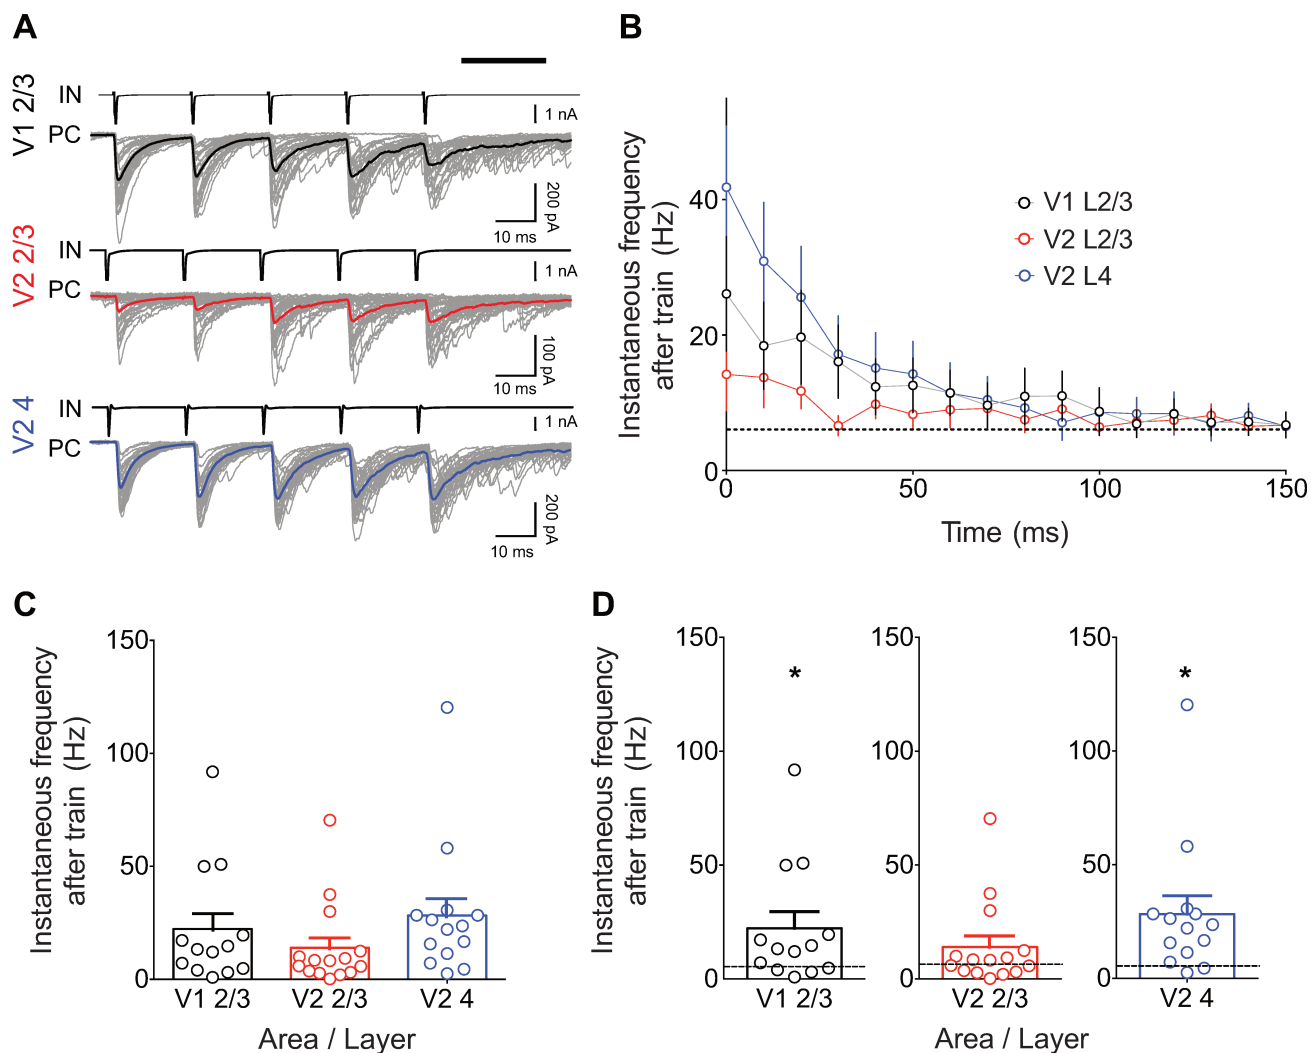 A
V1 2/3
IN
1 nA
PC
200 pA
10 ms
V2 2/3
IN
1 nA
PC
100 pA
10 ms
V2 4
IN
1 nA
PC
200 pA
10 ms
B
Instantaneous frequency
after train (Hz)
40
20
0
V1 L2/3
V2 L2/3
V2 L4
0 50 100 150
Time (ms)
C
Instantaneous frequency
after train (Hz)
150
100
50
0
V1 2/3 V2 2/3 V2 4
Area / Layer
D
Instantaneous frequency
after train (Hz)
150
100
50
0
*
V1 2/3
150
100
50
0
V2 2/3
150
100
50
0
*
V2 4
Area / Layer